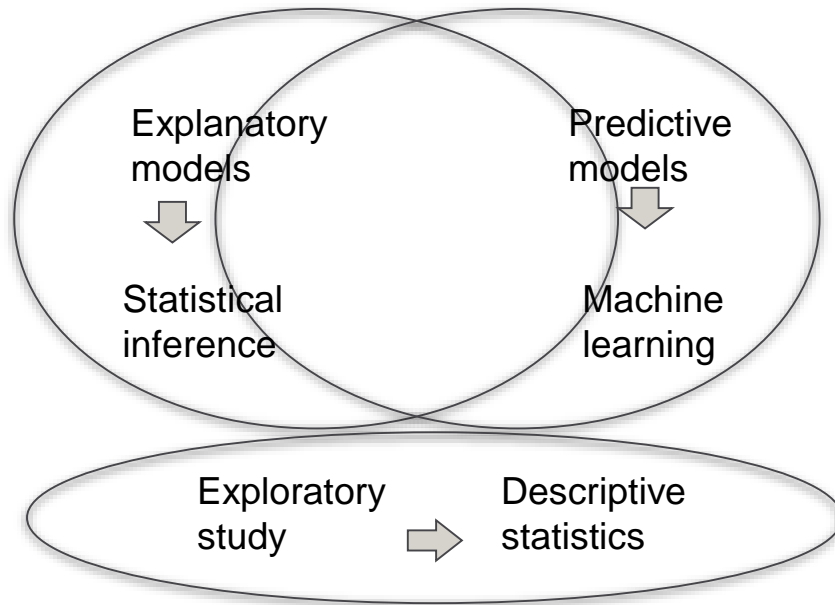 Explanatory
models
Statistical
inference
Predictive
models
Machine
learning
Exploratory
study
Descriptive
statistics